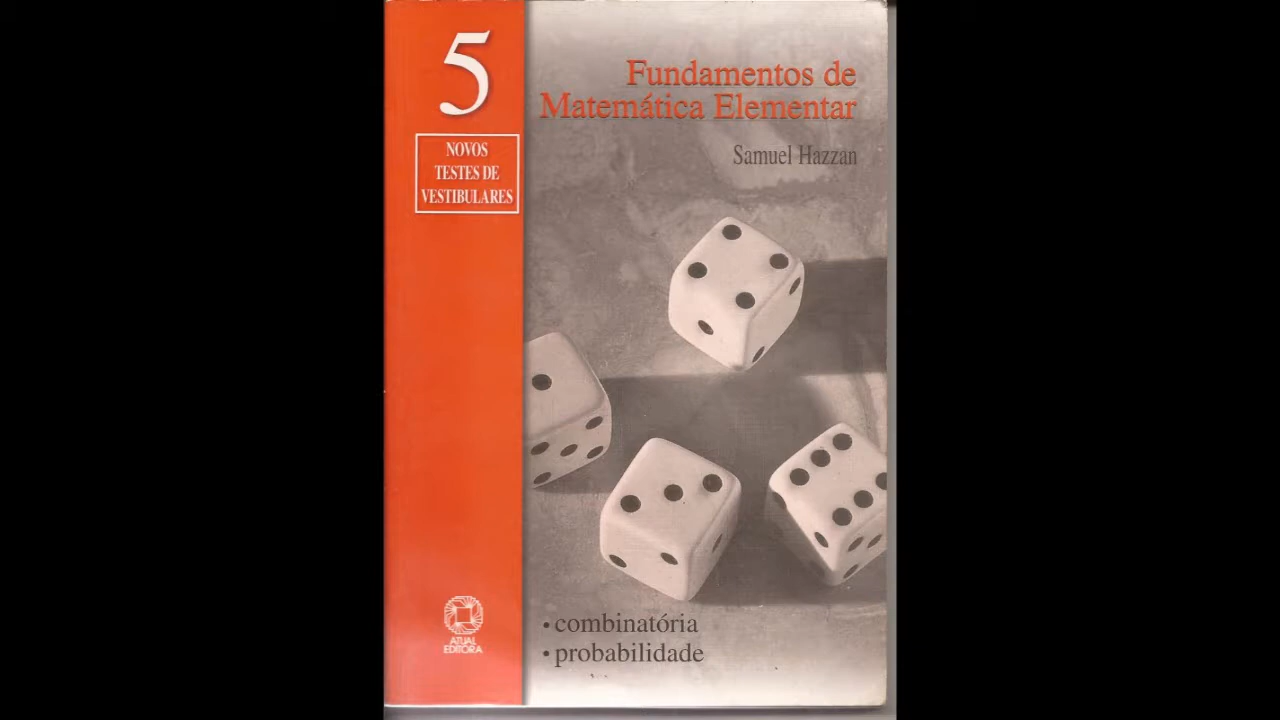 5
NOVOS
TESTES DE
VESTIBULARES
Fundamentos de
Matemática Elementar
Samuel Hazzan
• combinatória
• probabilidade
ATUAL
EDITORA